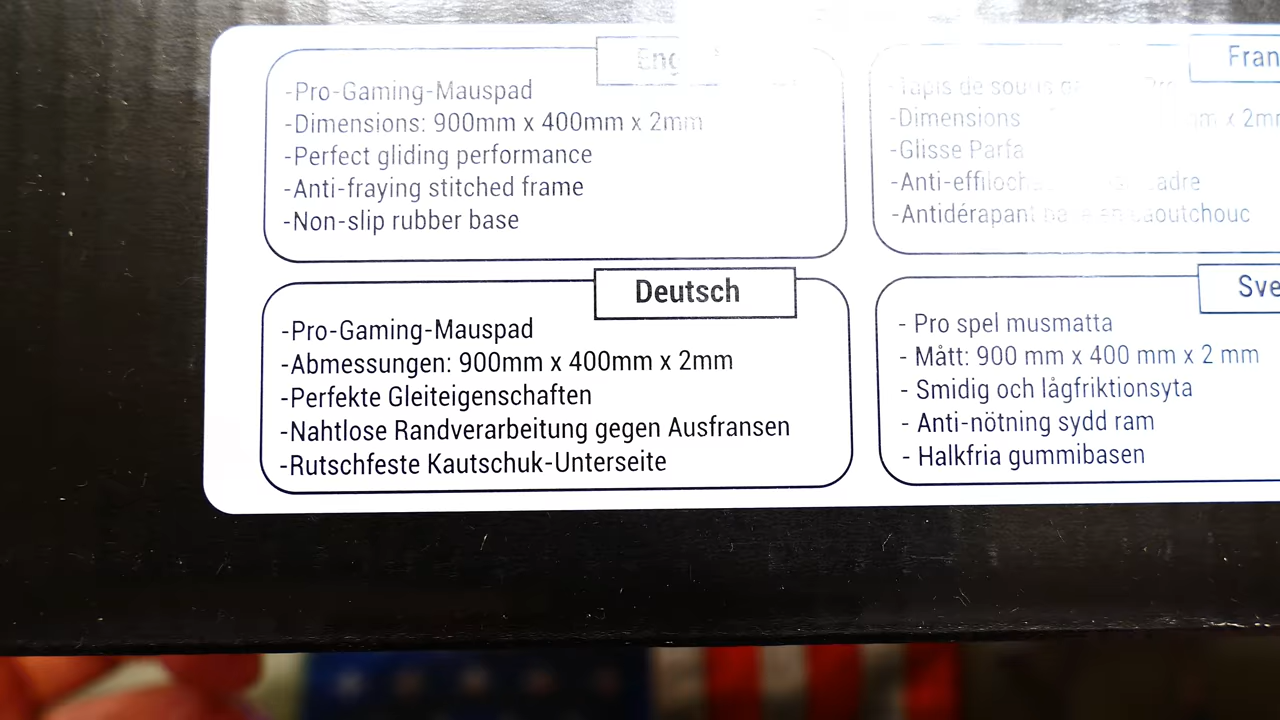 -Pro-Gaming-Mauspad
-Dimensions: 900mm x 400mm x 2mm
-Perfect gliding performance
-Anti-fraying stitched frame
-Non-slip rubber base
Fran
-Tapis de souris
-Dimensions x 2mm
-Glisse Parfa
-Antidérapant
Deutsch
-Pro-Gaming-Mauspad
-Abmessungen: 900mm x 400mm x 2mm
-Perfekte Gleiteigenschaften
-Nahtlose Randverarbeitung gegen Ausfransen
-Rutschfeste Kautschuk-Unterseite
Sve
- Pro spel musmatta
- Mått: 900 mm x 400 mm x 2 mm
- Smidig och lågfriktionsyta
- Anti-nötning sydd ram
- Halkfria gummibasen